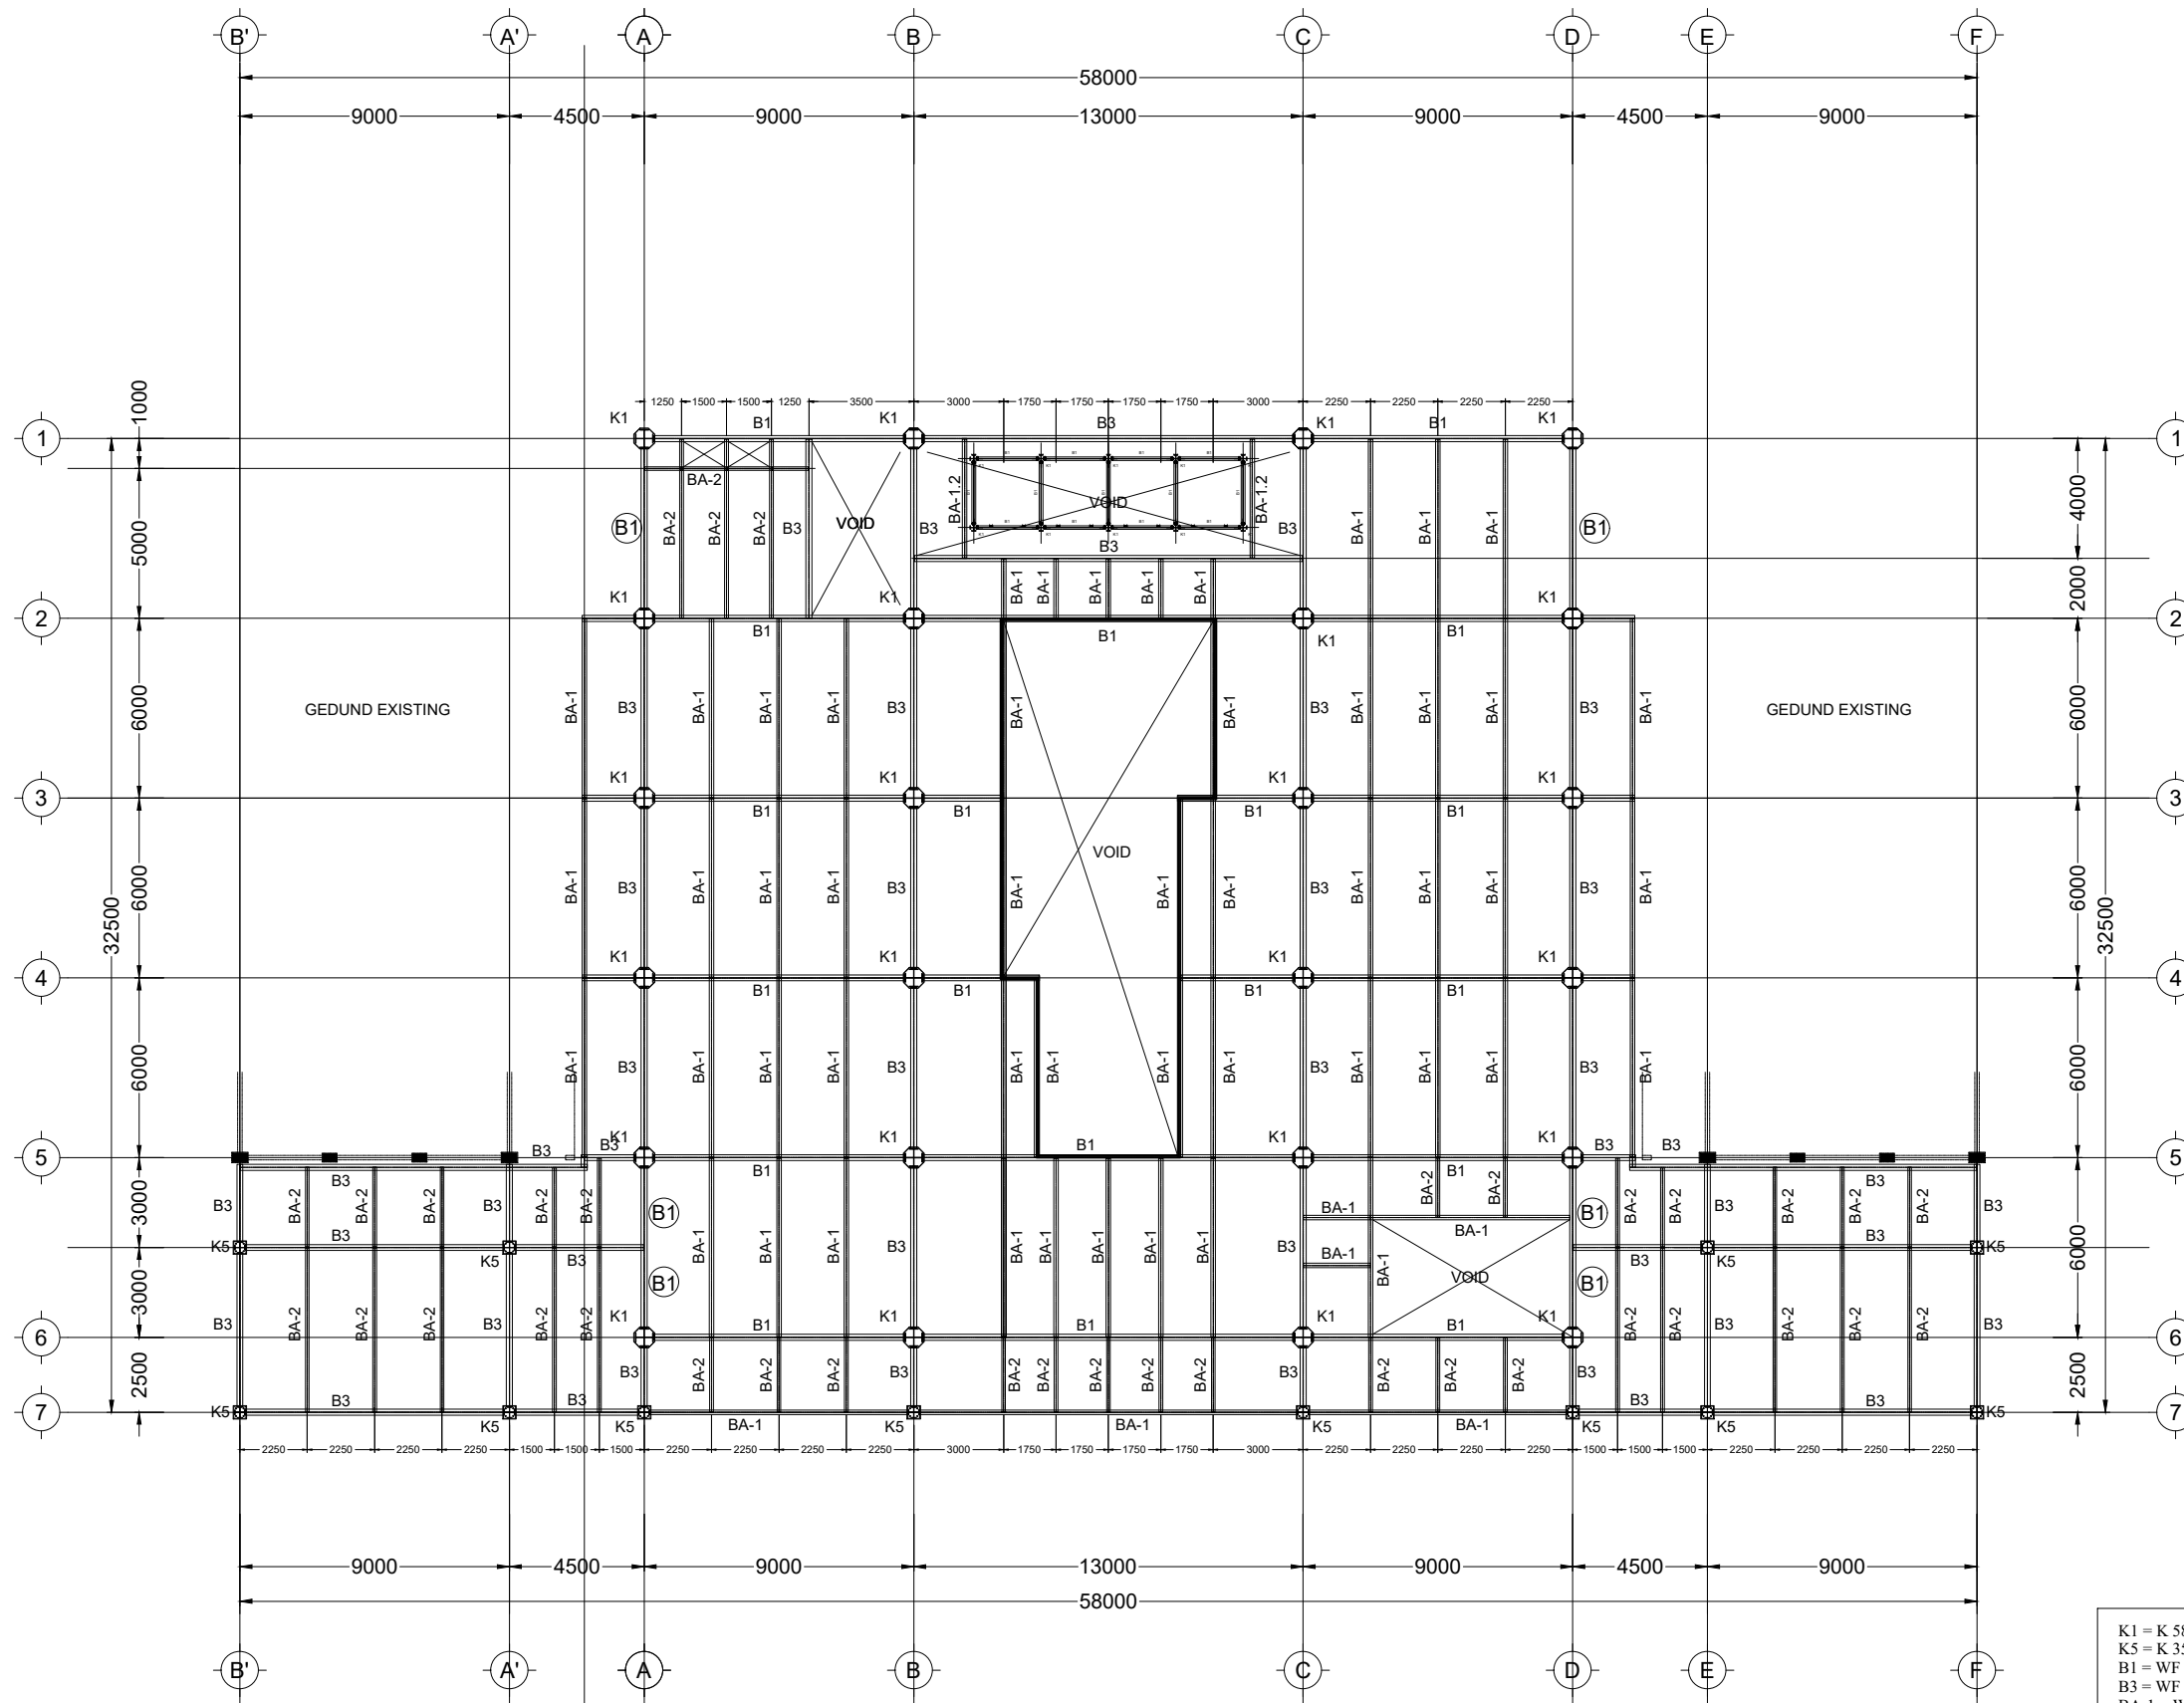 B' A' A B C D E F
58000
9000 4500 9000 13000 9000 4500 9000
1250 1500 1500 1250 3500 3000 1750 1750 1750 1750 3000 2250 2250 2250 2250
K1 B1 K1 B3 K1 B1 K1
1 1000 1
BA-2 BA-2 BA-2 BA-2 B3 VOID B3 BA-1.2 VOID BA-1.2 B3 BA-1 BA-1 BA-1
B1 B1
5000 4000
B3
BA-1 BA-1 BA-1 BA-1 BA-1
2000
K1 K1 K1
2 B1 B1 K1 B1 2
GEDUND EXISTING GEDUND EXISTING
6000 BA-1 B3 BA-1 BA-1 BA-1 B3 BA-1 BA-1 B3 BA-1 BA-1 BA-1 B3 BA-1 6000
K1 K1 K1 K1
3 B1 B1 B1 B1 3
VOID
6000 BA-1 B3 BA-1 BA-1 BA-1 B3 BA-1 BA-1 BA-1 B3 BA-1 BA-1 BA-1 B3 BA-1 6000
32500 32500
K1 K1 K1 K1
4 B1 B1 B1 B1 4
6000 BA-1 B3 BA-1 BA-1 BA-1 B3 BA-1 BA-1 BA-1 BA-1 B3 BA-1 BA-1 BA-1 B3 BA-1 6000
K1 K1 K1 K1
5 B3 B3 B1 B1 B1 B3 B3 5
B3 B3
3000 B3 BA-2 BA-2 BA-2 B3 BA-2 BA-2 B1 BA-1 BA-2 BA-2 B1 BA-2 BA-2 B3 BA-2 BA-2 BA-2 B3
BA-1
B3 BA-1 BA-1 BA-1 B3 BA-1 BA-1 BA-1 BA-1 BA-1 B3 BA-1 BA-1 B3 6000
K5 K5 B3 B3 K5 K5
3000 B1 VOID B1
B3 BA-2 BA-2 BA-2 B3 BA-2 BA-2 K1 K1 K1 K1 BA-2 BA-2 B3 BA-2 BA-2 BA-2 B3
6 B1 B1 B1 6
2500 B3 BA-2 BA-2 BA-2 B3 BA-2 BA-2 BA-2 BA-2 BA-2 B3 BA-2 BA-2 BA-2 B3 2500
B3 B3 B3 B3
7 K5 K5 K5 BA-1 K5 BA-1 K5 BA-1 K5 K5 K5 7
2250 2250 2250 2250 1500 1500 1500 2250 2250 2250 2250 3000 1750 1750 1750 1750 3000 2250 2250 2250 2250 1500 1500 1500 2250 2250 2250 2250
9000 4500 9000 13000 9000 4500 9000
58000
B' A' A B C D E F
K1 = K
K5 = K
B1 = WF
B3 = WF